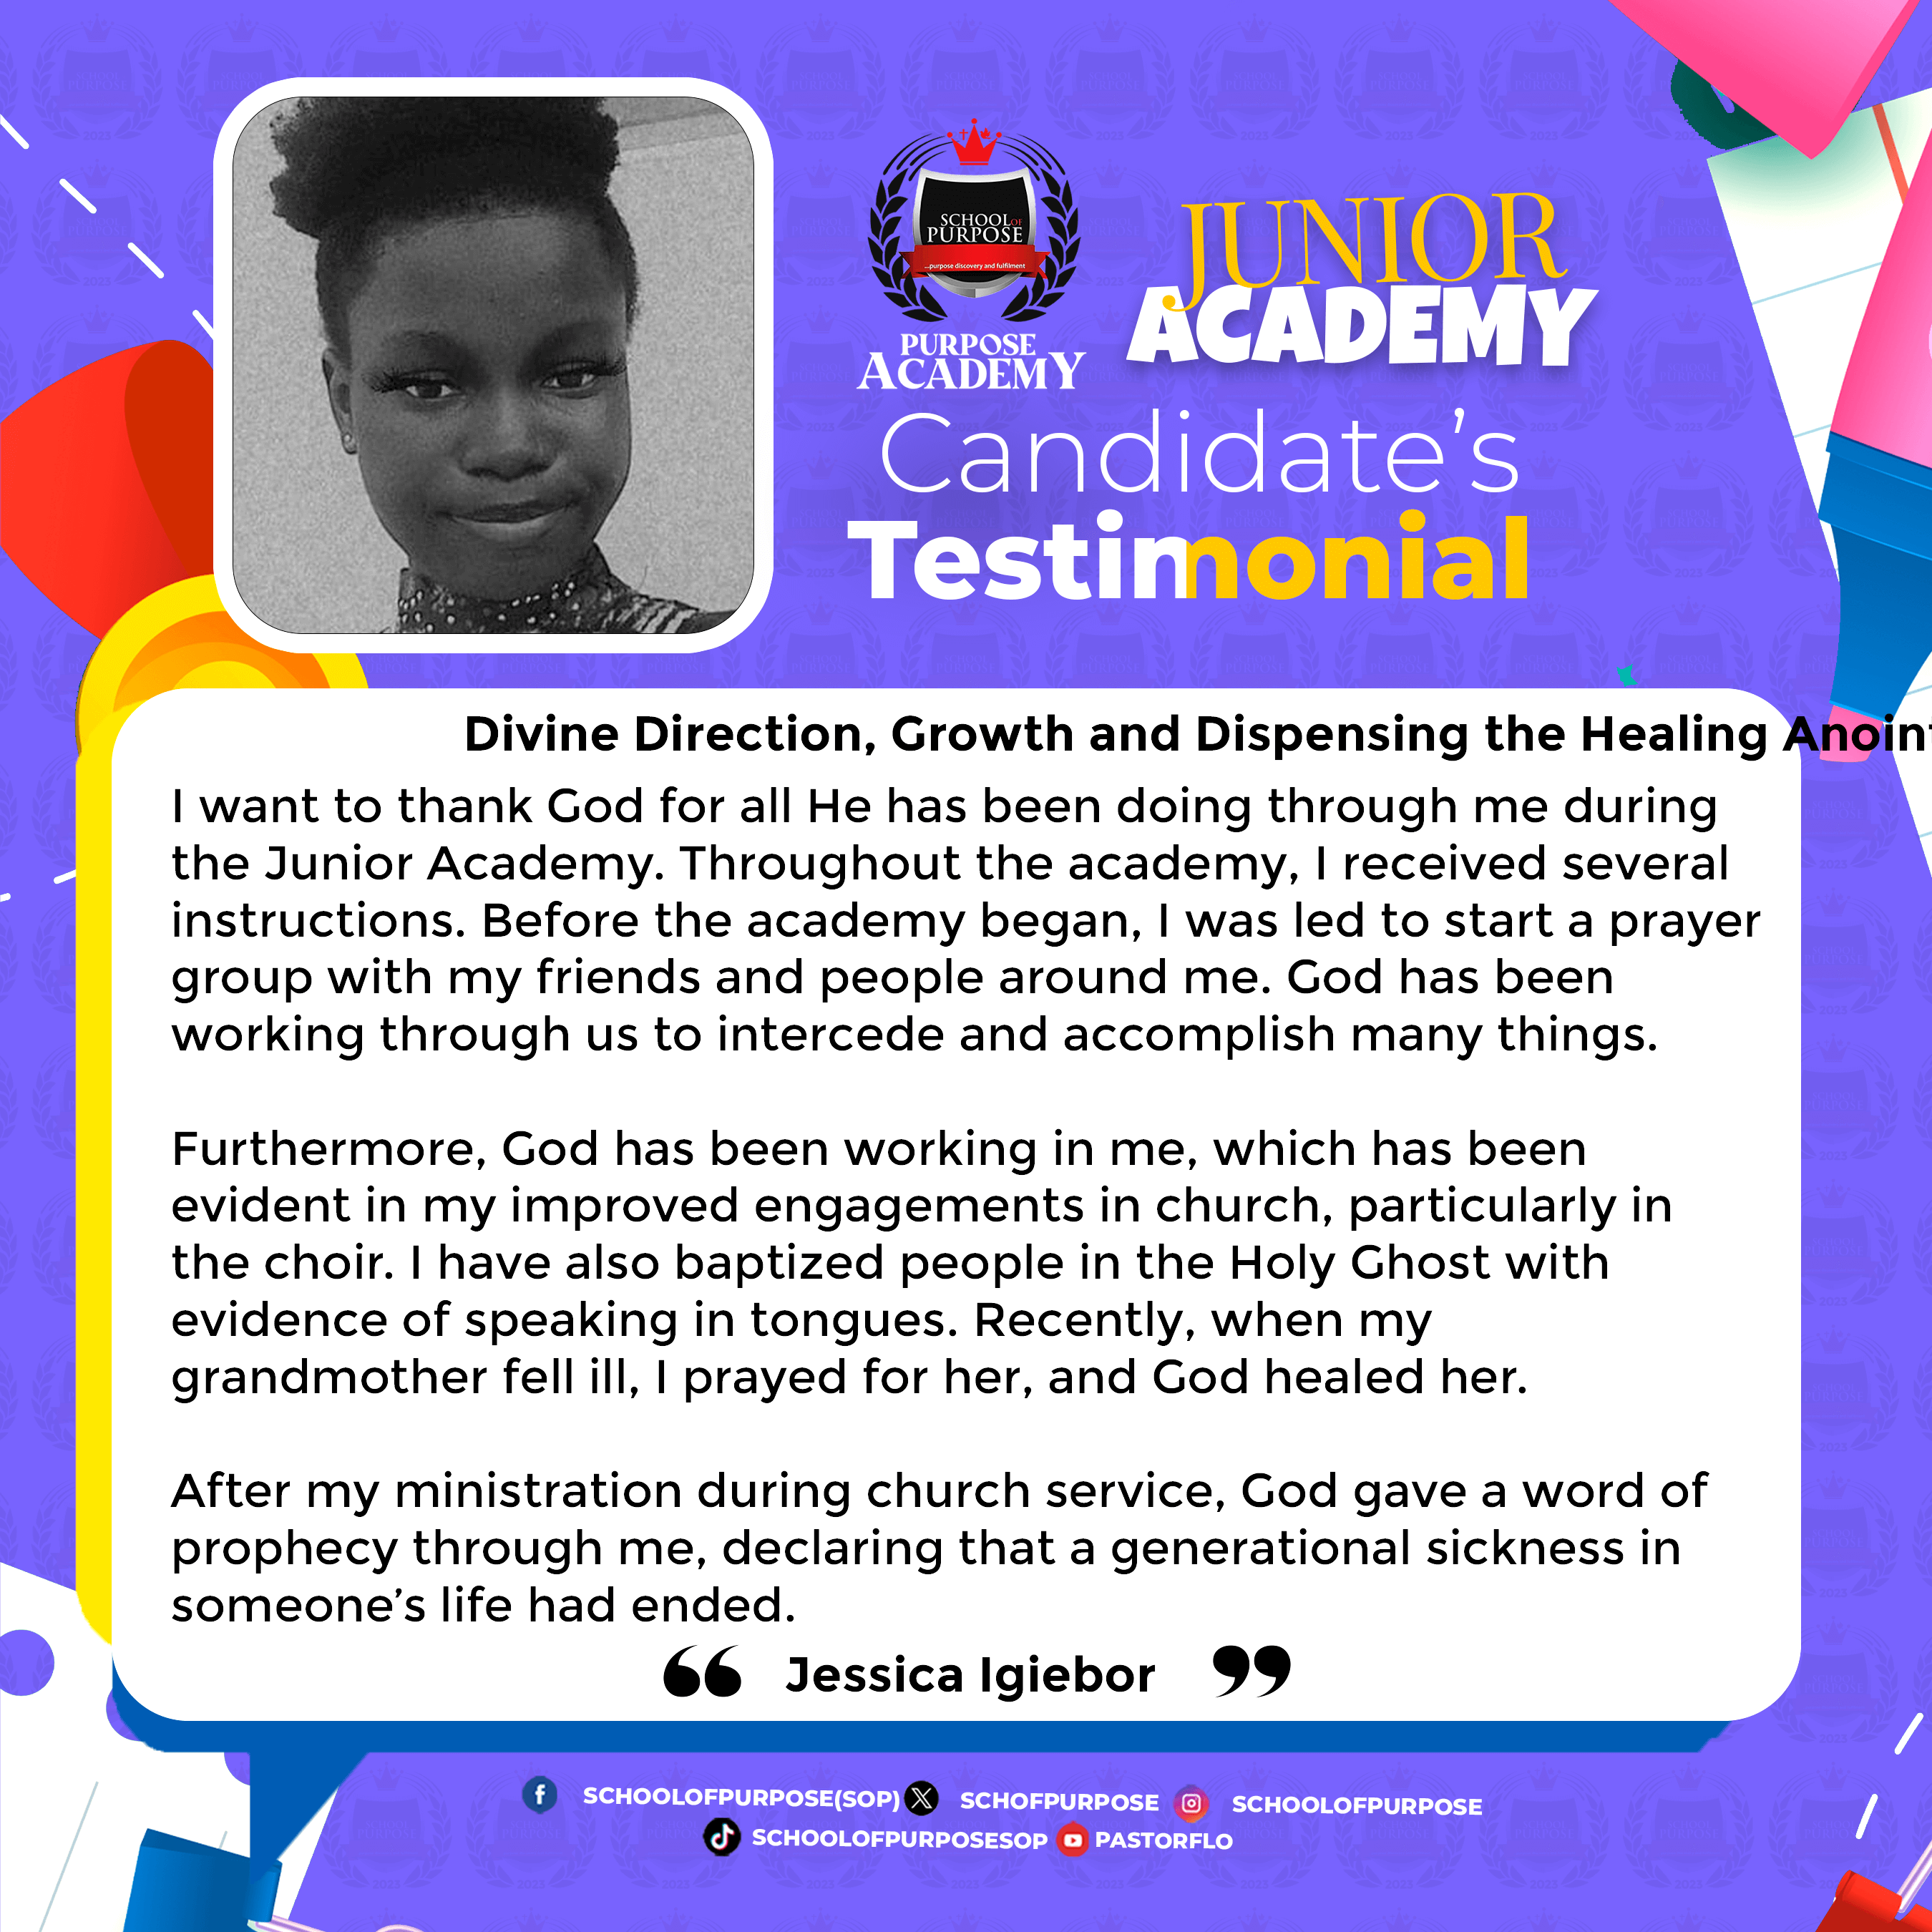 SCHOOL OF
PURPOSE
...purpose discovery and fulfilment
PURPOSE
ACADEMY
JUNIOR
ACADEMY
Candidate’s
Testimonial
Divine Direction, Growth and Dispensing the Healing Anoint
I want to thank God for all He has been doing through me during
the Junior Academy. Throughout the academy, I received several
instructions. Before the academy began, I was led to start a prayer
group with my friends and people around me. God has been
working through us to intercede and accomplish many things.
Furthermore, God has been working in me, which has been
evident in my improved engagements in church, particularly in
the choir. I have also baptized people in the Holy Ghost with
evidence of speaking in tongues. Recently, when my
grandmother fell ill, I prayed for her, and God healed her.
After my ministration during church service, God gave a word of
prophecy through me, declaring that a generational sickness in
someone’s life had ended.
“ Jessica Igiebor ”
SCHOOLOFPURPOSE(SOP) SCHOFPURPOSE SCHOOLOFPURPOSE
SCHOOLOFPURPOSESOP PASTORFLO